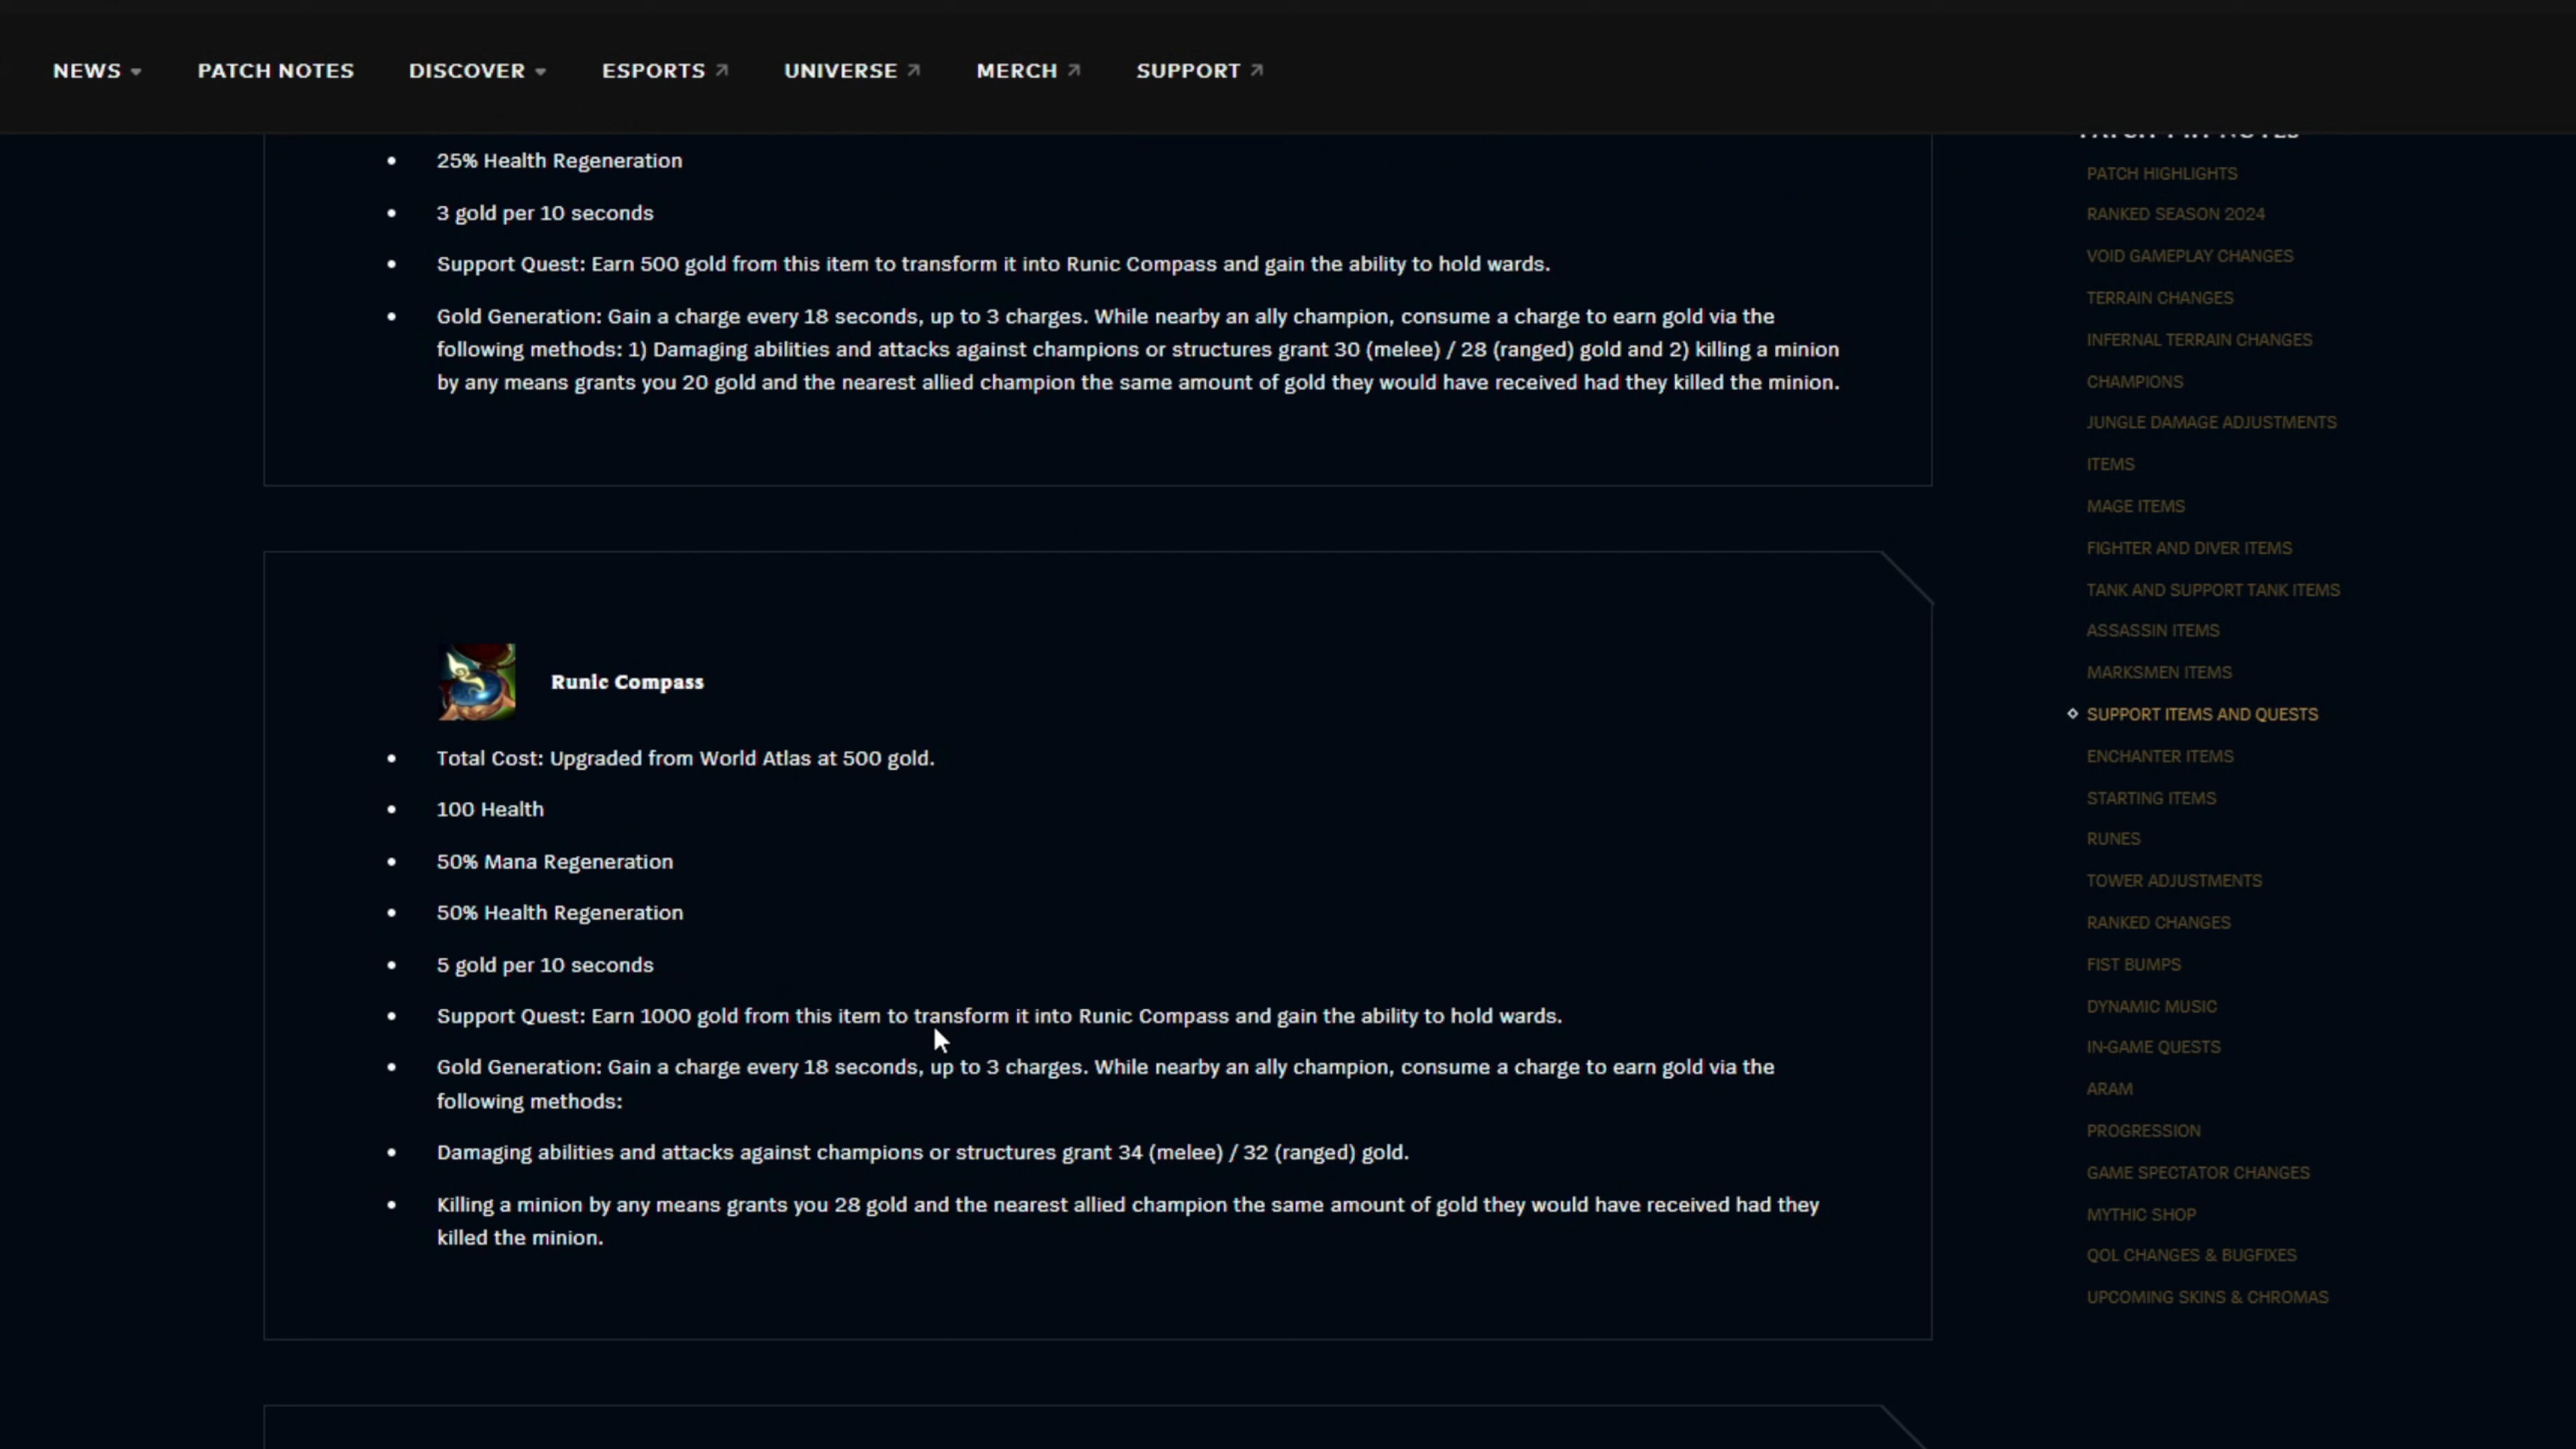 NEWS
PATCH NOTES
DISCOVER
ESPORTS
UNIVERSE
MERCH
SUPPORT
25% Health Regeneration
3 gold per 10 seconds
Support Quest: Earn 500 gold from this item to transform it into Runic Compass and gain the ability to hold wards.
Gold Generation: Gain a charge every 18 seconds, up to 3 charges. While nearby an ally champion, consume a charge to earn gold via the
following methods: 1) Damaging abilities and attacks against champions or structures grant 30 (melee) / 28 (ranged) gold and 2) killing a minion
by any means grants you 20 gold and the nearest allied champion the same amount of gold they would have received had they killed the minion.
Runic Compass
Total Cost: Upgraded from World Atlas at 500 gold.
100 Health
50% Mana Regeneration
50% Health Regeneration
5 gold per 10 seconds
Support Quest: Earn 1000 gold from this item to transform it into Runic Compass and gain the ability to hold wards.
Gold Generation: Gain a charge every 18 seconds, up to 3 charges. While nearby an ally champion, consume a charge to earn gold via the
following methods:
Damaging abilities and attacks against champions or structures grant 34 (melee) / 32 (ranged) gold.
Killing a minion by any means grants you 28 gold and the nearest allied champion the same amount of gold they would have received had they
killed the minion.
PATCH HIGHLIGHTS
RANKED SEASON 2024
VOID GAMEPLAY CHANGES
TERRAIN CHANGES
INFERNAL TERRAIN CHANGES
CHAMPIONS
JUNGLE DAMAGE ADJUSTMENTS
ITEMS
MAGE ITEMS
FIGHTER AND DIVER ITEMS
TANK AND SUPPORT TANK ITEMS
ASSASSIN ITEMS
MARKSMEN ITEMS
SUPPORT ITEMS AND QUESTS
ENCHANTER ITEMS
STARTING ITEMS
RUNES
TOWER ADJUSTMENTS
RANKED CHANGES
FIST BUMPS
DYNAMIC MUSIC
IN-GAME QUESTS
ARAM
PROGRESSION
GAME SPECTATOR CHANGES
MYTHIC SHOP
QOL CHANGES & BUGFIXES
UPCOMING SKINS & CHROMAS